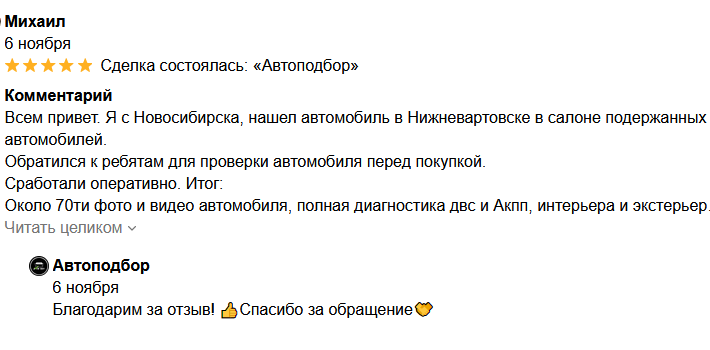 Михаил
6 ноября
Сделка состоялась: «Автоподбор»
Комментарий
Всем привет. Я с Новосибирска, нашел автомобиль в Нижневартовске в салоне подержанных
автомобилей.
Обратился к ребятам для проверки автомобиля перед покупкой.
Сработали оперативно. Итог:
Около 70ти фото и видео автомобиля, полная диагностика двс и Акпп, интерьера и экстерьер.
Читать целиком
Автоподбор
6 ноября
Благодарим за отзыв! 👍Спасибо за обращение🤝